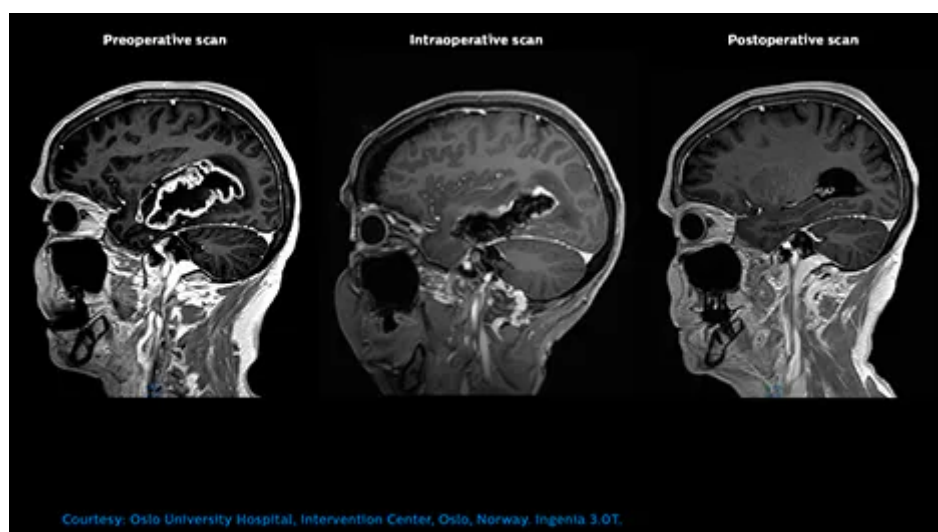 Preoperative scan
Intraoperative scan
Postoperative scan
Courtesy: Oslo University Hospital, Intervention Center, Oslo, Norway. Ingenia 3.0T.